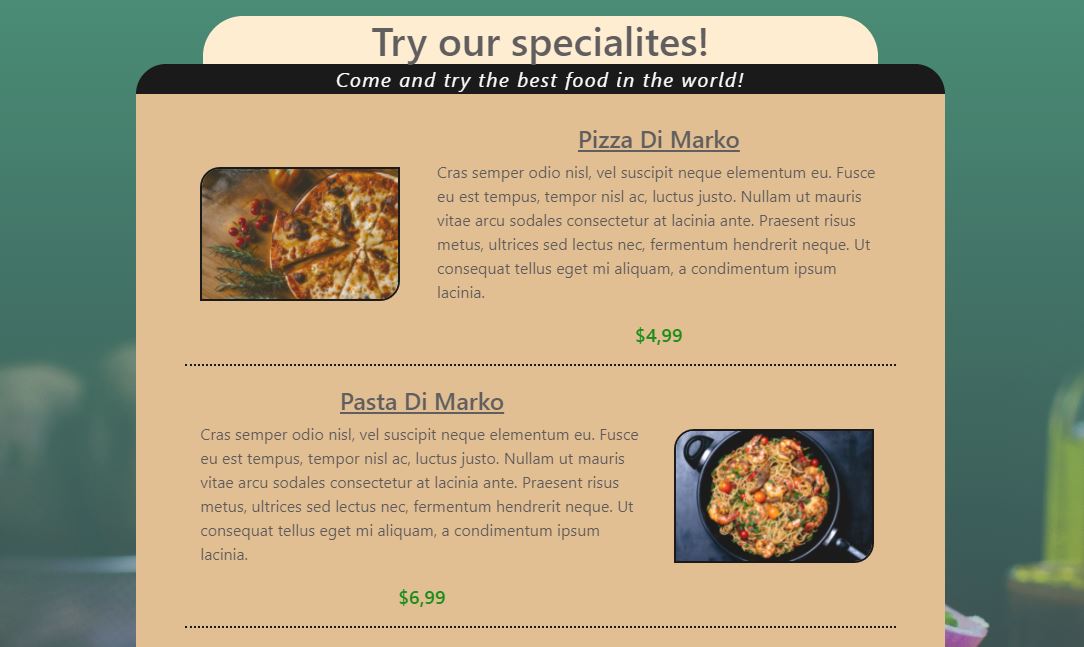 Try our specialites!
Come and try the best food in the world!
Pizza Di Marko
Cras semper odio nisl, vel suscipit neque elementum eu. Fusce
eu est tempus, tempor nisl ac, luctus justo. Nullam ut mauris
vitae arcu sodales consectetur at lacinia ante. Praesent risus
metus, ultrices sed lectus nec, fermentum hendrerit neque. Ut
consequat tellus eget mi aliquam, a condimentum ipsum
lacinia.
$4,99
Pasta Di Marko
Cras semper odio nisl, vel suscipit neque elementum eu. Fusce
eu est tempus, tempor nisl ac, luctus justo. Nullam ut mauris
vitae arcu sodales consectetur at lacinia ante. Praesent risus
metus, ultrices sed lectus nec, fermentum hendrerit neque. Ut
consequat tellus eget mi aliquam, a condimentum ipsum
lacinia.
$6,99